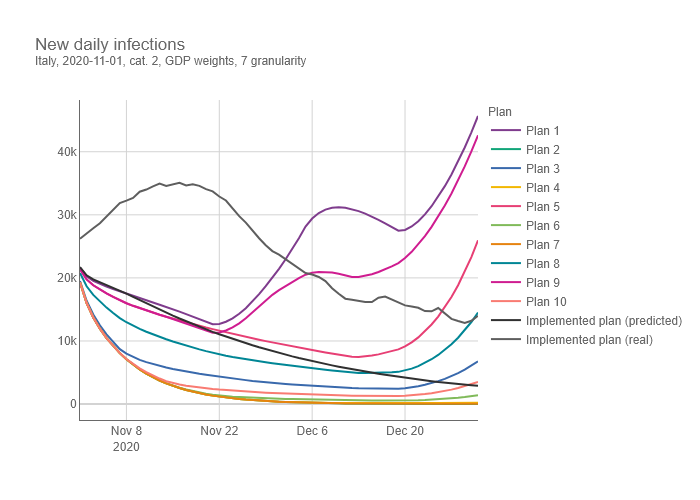 New daily infections
Italy, 2020-11-01, cat. 2, GDP weights, 7 granularity
Plan
Plan 1
Plan 2
Plan 3
Plan 4
Plan 5
Plan 6
Plan 7
Plan 8
Plan 9
Plan 10
Implemented plan (predicted)
Implemented plan (real)
40k
30k
20k
10k
0
Nov 8
2020
Nov 22
Dec 6
Dec 20